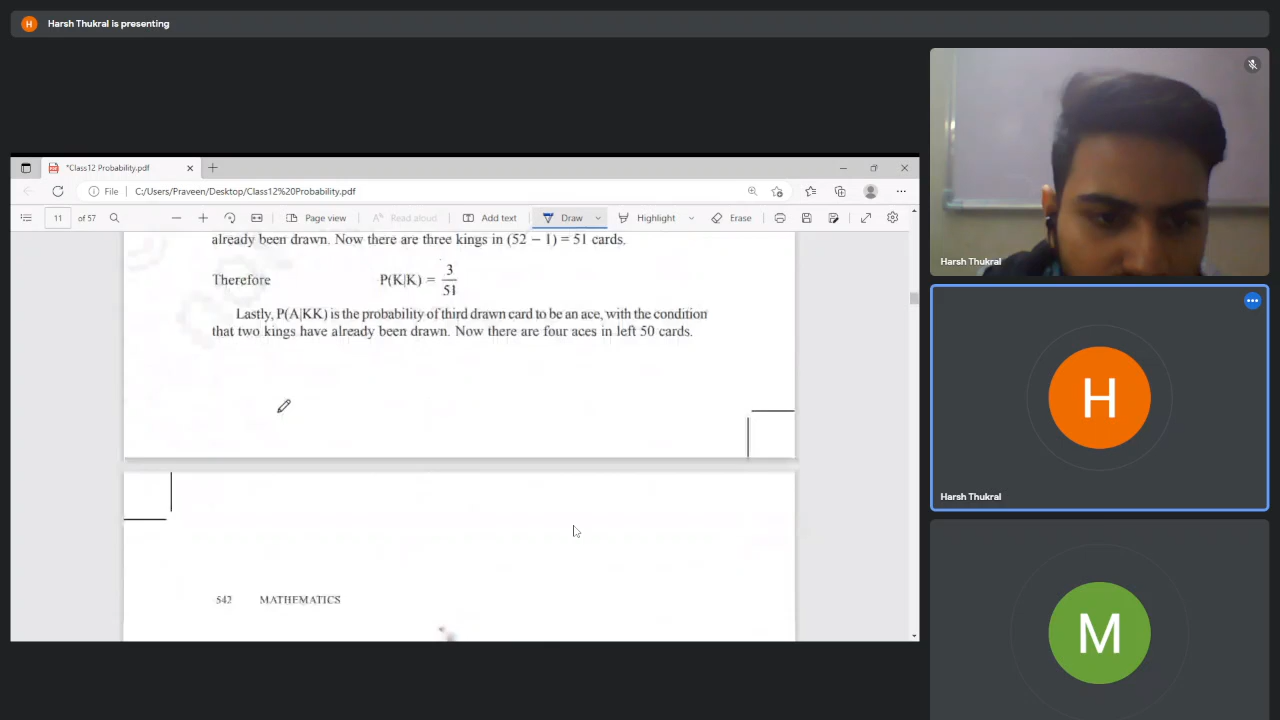 H Harsh Thukral is presenting
*Class12 Probability.pdf
File C:/Users/Praveen/Desktop/Class12%20Probability.pdf
11 of 57 Page view Read aloud Add text Draw Highlight Erase
already been drawn. Now there are three kings in (52 − 1) = 51 cards.
Therefore P(K|K) = 3/51
Lastly, P(A|KK) is the probability of third drawn card to be an ace, with the condition
that two kings have already been drawn. Now there are four aces in left 50 cards.
542 MATHEMATICS
Harsh Thukral
H
Harsh Thukral
M